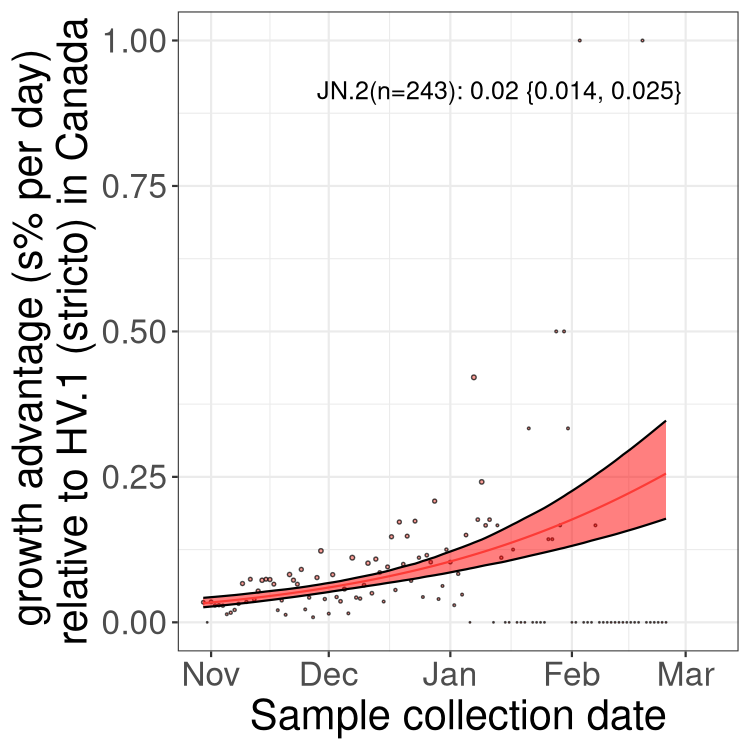 growth advantage (s% per day)
relative to HV.1 (stricto) in Canada
1.00
JN.2(n=243): 0.02 {0.014, 0.025}
0.75
0.50
0.25
0.00
Nov Dec Jan Feb Mar
Sample collection date